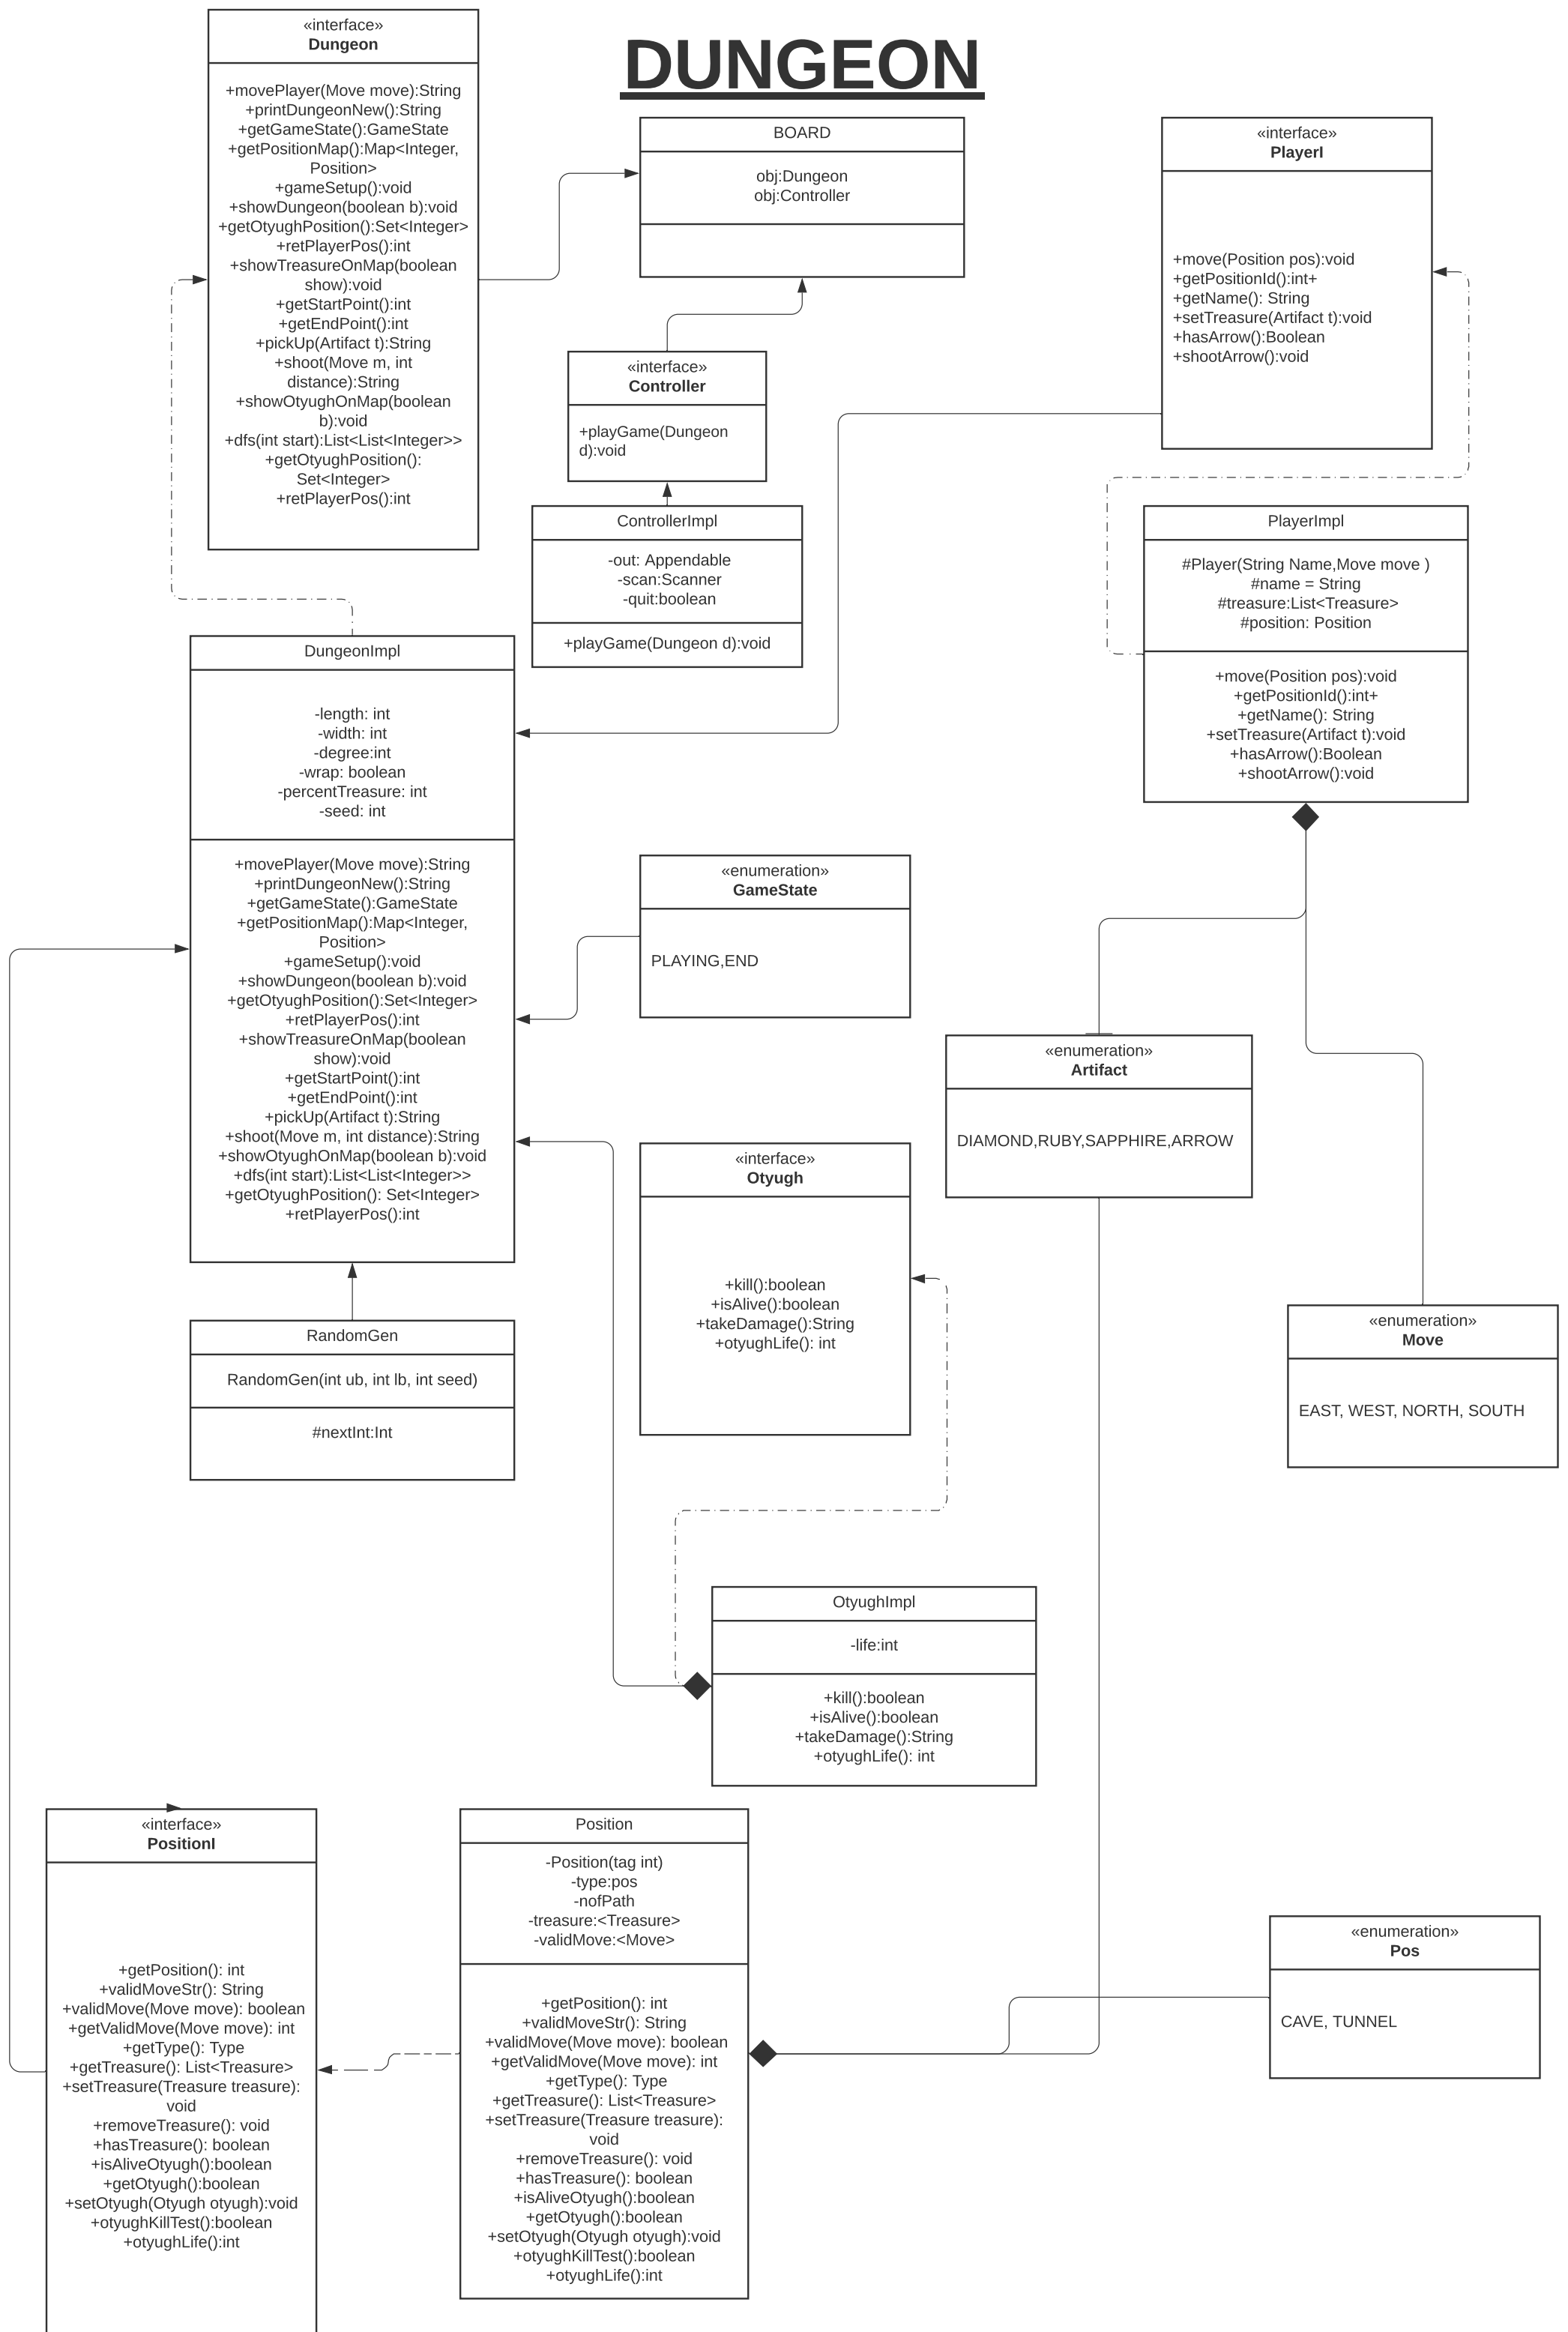 DUNGEON
«interface»
Dungeon
+movePlayer(Move move):String
+printDungeonNew():String
+getGameState():GameState
+getPositionMap():Map<Integer,
Position>
+gameSetup():void
+showDungeon(boolean b):void
+getOtyughPosition():Set<Integer>
+retPlayerPos():int
+showTreasureOnMap(boolean
show):void
+getStartPoint():int
+getEndPoint():int
+pickUp(Artifact t):String
+shoot(Move m, int
distance):String
+showOtyughOnMap(boolean
b):void
+dfs(int start):List<List<Integer>>
+getOtyughPosition():
Set<Integer>
+retPlayerPos():int
BOARD
obj:Dungeon
obj:Controller
«interface»
PlayerI
+move(Position pos):void
+getPositionId():int+
+getName(): String
+setTreasure(Artifact t):void
+hasArrow():Boolean
+shootArrow():void
«interface»
Controller
+playGame(Dungeon
d):void
ControllerImpl
-out: Appendable
-scan:Scanner
-quit:boolean
+playGame(Dungeon d):void
PlayerImpl
#Player(String Name,Move move )
#name = String
#treasure:List<Treasure>
#position: Position
+move(Position pos):void
+getPositionId():int+
+getName(): String
+setTreasure(Artifact t):void
+hasArrow():Boolean
+shootArrow():void
DungeonImpl
-length: int
-width: int
-degree:int
-wrap: boolean
-percentTreasure: int
-seed: int
+movePlayer(Move move):String
+printDungeonNew():String
+getGameState():GameState
+getPositionMap():Map<Integer,
Position>
+gameSetup():void
+showDungeon(boolean b):void
+getOtyughPosition():Set<Integer>
+retPlayerPos():int
+showTreasureOnMap(boolean
show):void
+getStartPoint():int
+getEndPoint():int
+pickUp(Artifact t):String
+shoot(Move m, int distance):String
+showOtyughOnMap(boolean b):void
+dfs(int start):List<List<Integer>>
+getOtyughPosition(): Set<Integer>
+retPlayerPos():int
«enumeration»
GameState
PLAYING,END
«enumeration»
Artifact
DIAMOND,RUBY,SAPPHIRE,ARROW
«interface»
Otyugh
+kill():boolean
+isAlive():boolean
+takeDamage():String
+otyughLife(): int
«enumeration»
Move
EAST, WEST, NORTH, SOUTH
RandomGen
RandomGen(int ub, int lb, int seed)
#nextInt:Int
OtyughImpl
-life:int
+kill():boolean
+isAlive():boolean
+takeDamage():String
+otyughLife(): int
«interface»
PositionI
+getPosition(): int
+validMoveStr(): String
+validMove(Move move): boolean
+getValidMove(Move move): int
+getType(): Type
+getTreasure(): List<Treasure>
+setTreasure(Treasure treasure):
void
+removeTreasure(): void
+hasTreasure(): boolean
+isAliveOtyugh():boolean
+getOtyugh():boolean
+setOtyugh(Otyugh otyugh):void
+otyughKillTest():boolean
+otyughLife():int
Position
-Position(tag int)
-type:pos
-nofPath
-treasure:<Treasure>
-validMove:<Move>
+getPosition(): int
+validMoveStr(): String
+validMove(Move move): boolean
+getValidMove(Move move): int
+getType(): Type
+getTreasure(): List<Treasure>
+setTreasure(Treasure treasure):
void
+removeTreasure(): void
+hasTreasure(): boolean
+isAliveOtyugh():boolean
+getOtyugh():boolean
+setOtyugh(Otyugh otyugh):void
+otyughKillTest():boolean
+otyughLife():int
«enumeration»
Pos
CAVE, TUNNEL